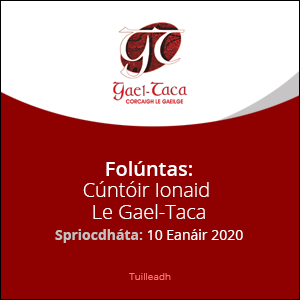 Gael-Taca
CORCAIGH LE GAEILGE
Folúntas:
Cúntóir Ionaid
Le Gael-Taca
Spriocdháta: 10 Eanáir 2020
Tuilleadh